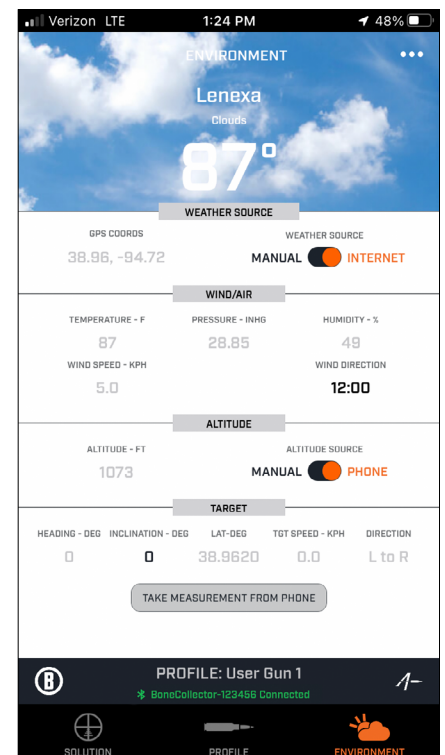 Verizon LTE 1:24 PM 48%
ENVIRONMENT
Lenexa
Clouds
87°
WEATHER SOURCE
GPS COORDS WEATHER SOURCE
38.96, -94.72 MANUAL INTERNET
WIND/AIR
TEMPERATURE - F PRESSURE - INHG HUMIDITY - %
87 28.85 49
WIND SPEED - KPH WIND DIRECTION
5.0 12:00
ALTITUDE
ALTITUDE - FT ALTITUDE SOURCE
1073 MANUAL PHONE
TARGET
HEADING - DEG INCLINATION - DEG LAT-DEG TGT SPEED - KPH DIRECTION
0 0 38.9620 0.0 L to R
TAKE MEASUREMENT FROM PHONE
B PROFILE: User Gun 1 A
BoneCollector-123456 Connected
SOLUTION PROFILE ENVIRONMENT